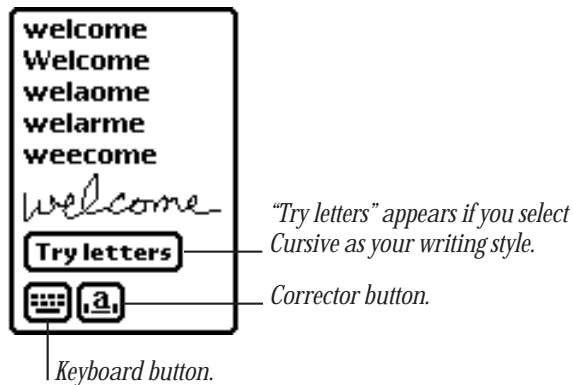 welcome
Welcome
welaome
welarme
weecome
welcome
Try letters
a
"Try letters" appears if you select
Cursive as your writing style.
Corrector button.
Keyboard button.